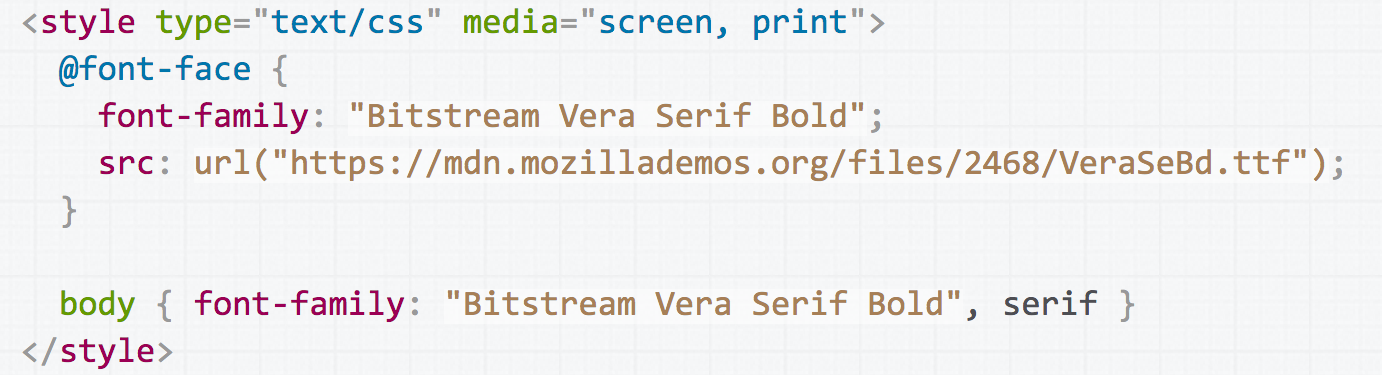 <style type="text/css" media="screen, print">
  @font-face {
    font-family: "Bitstream Vera Serif Bold";
    src: url("https://mdn.mozillademos.org/files/2468/VeraSeBd.ttf");
  }

  body { font-family: "Bitstream Vera Serif Bold", serif }
</style>